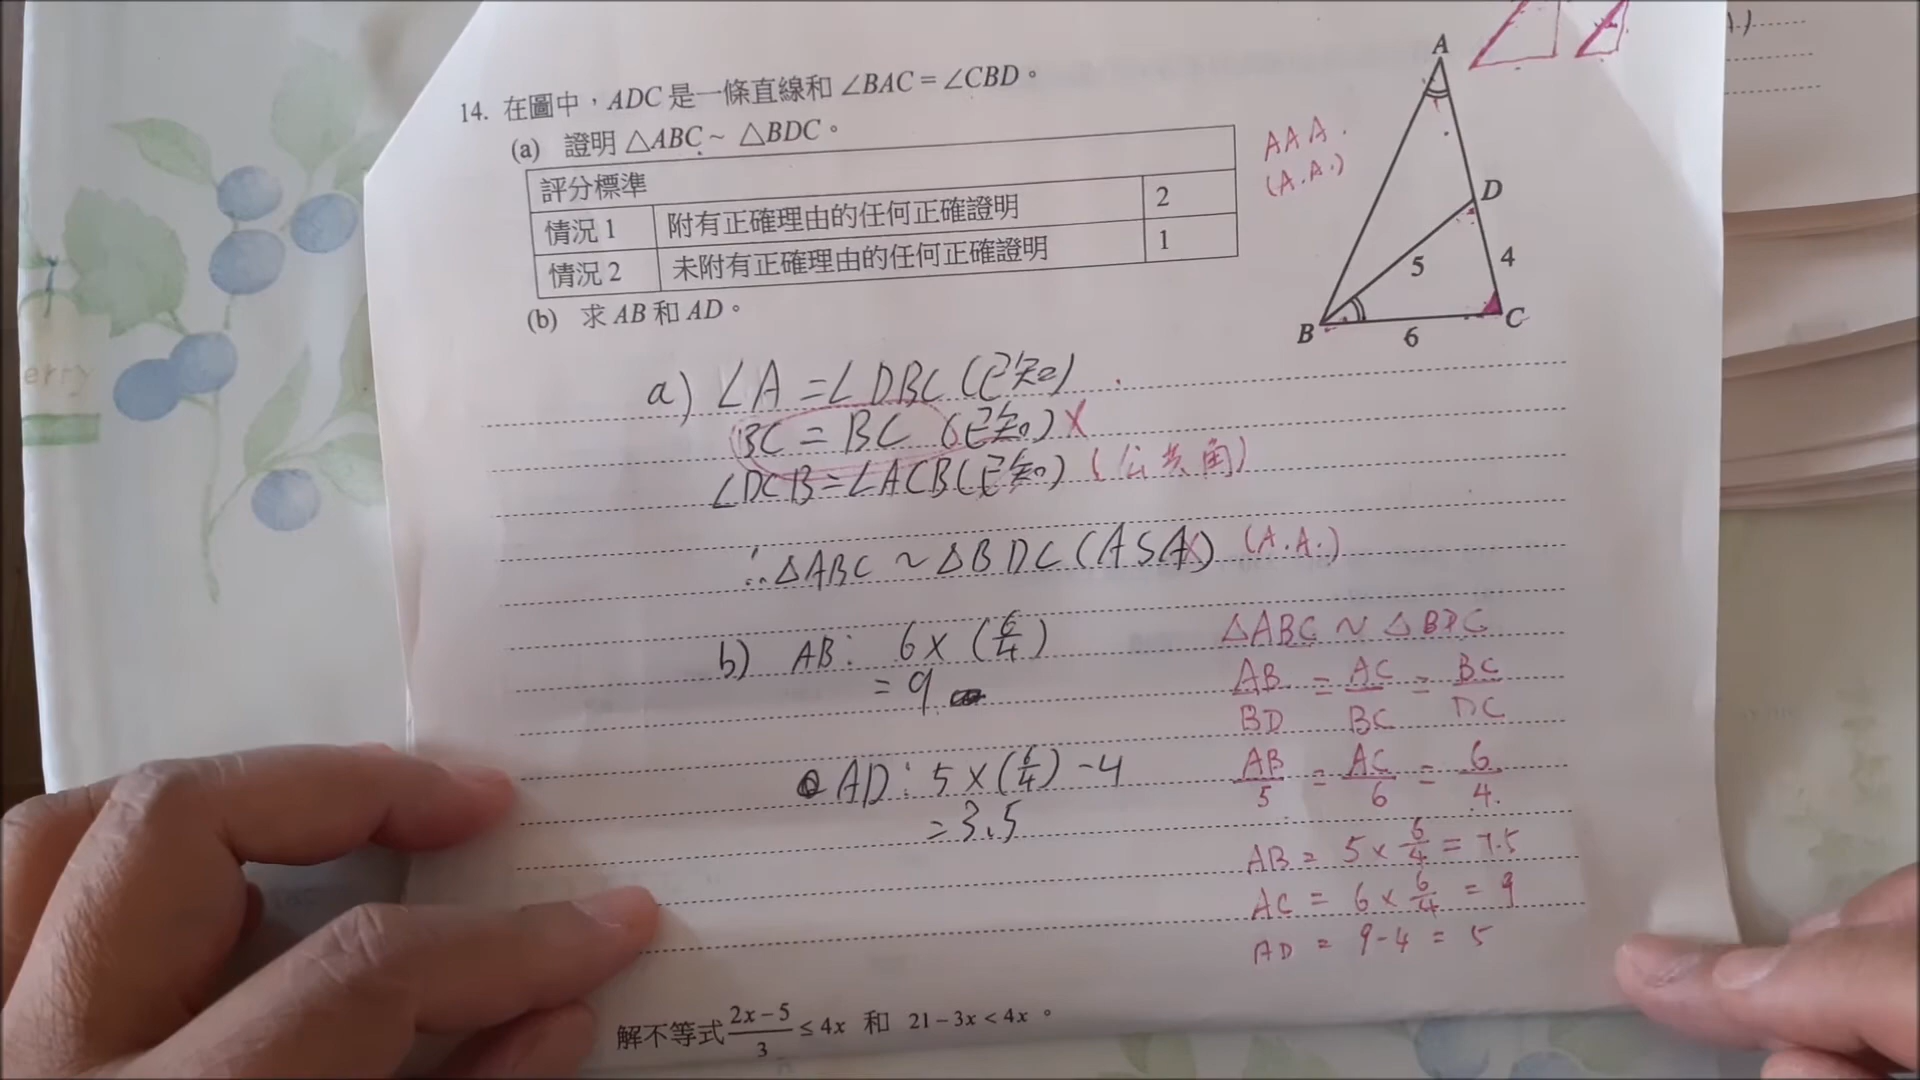 14. 在圖中，ADC 是一條直線和 ∠BAC = ∠CBD。
(a) 證明 △ABC ~ △BDC。
評分標準
情況 1 附有正確理由的任何正確證明 2
情況 2 未附有正確理由的任何正確證明 1
(b) 求 AB 和 AD。
AAA.
(A.A.)
A
D
5
4
B
6
C
a) ∠A = ∠DBC (已知)
BC = BC (已知) X
∠DCB = ∠ACB (已知) (公共角)
∴ △ABC ~ △BDC (ASA) (A.A.)
b) AB: 6 × (6/4)
= 9
AD: 5 × (6/4) - 4
= 3.5
△ABC ~ △BDC
AB/BD = AC/BC = BC/DC
AB/5 = AC/6 = 6/4.
AB = 5 × 6/4 = 7.5
AC = 6 × 6/4 = 9
AD = 9 - 4 = 5
解不等式 (2x - 5)/3 ≤ 4x 和 21 - 3x < 4x。
erry